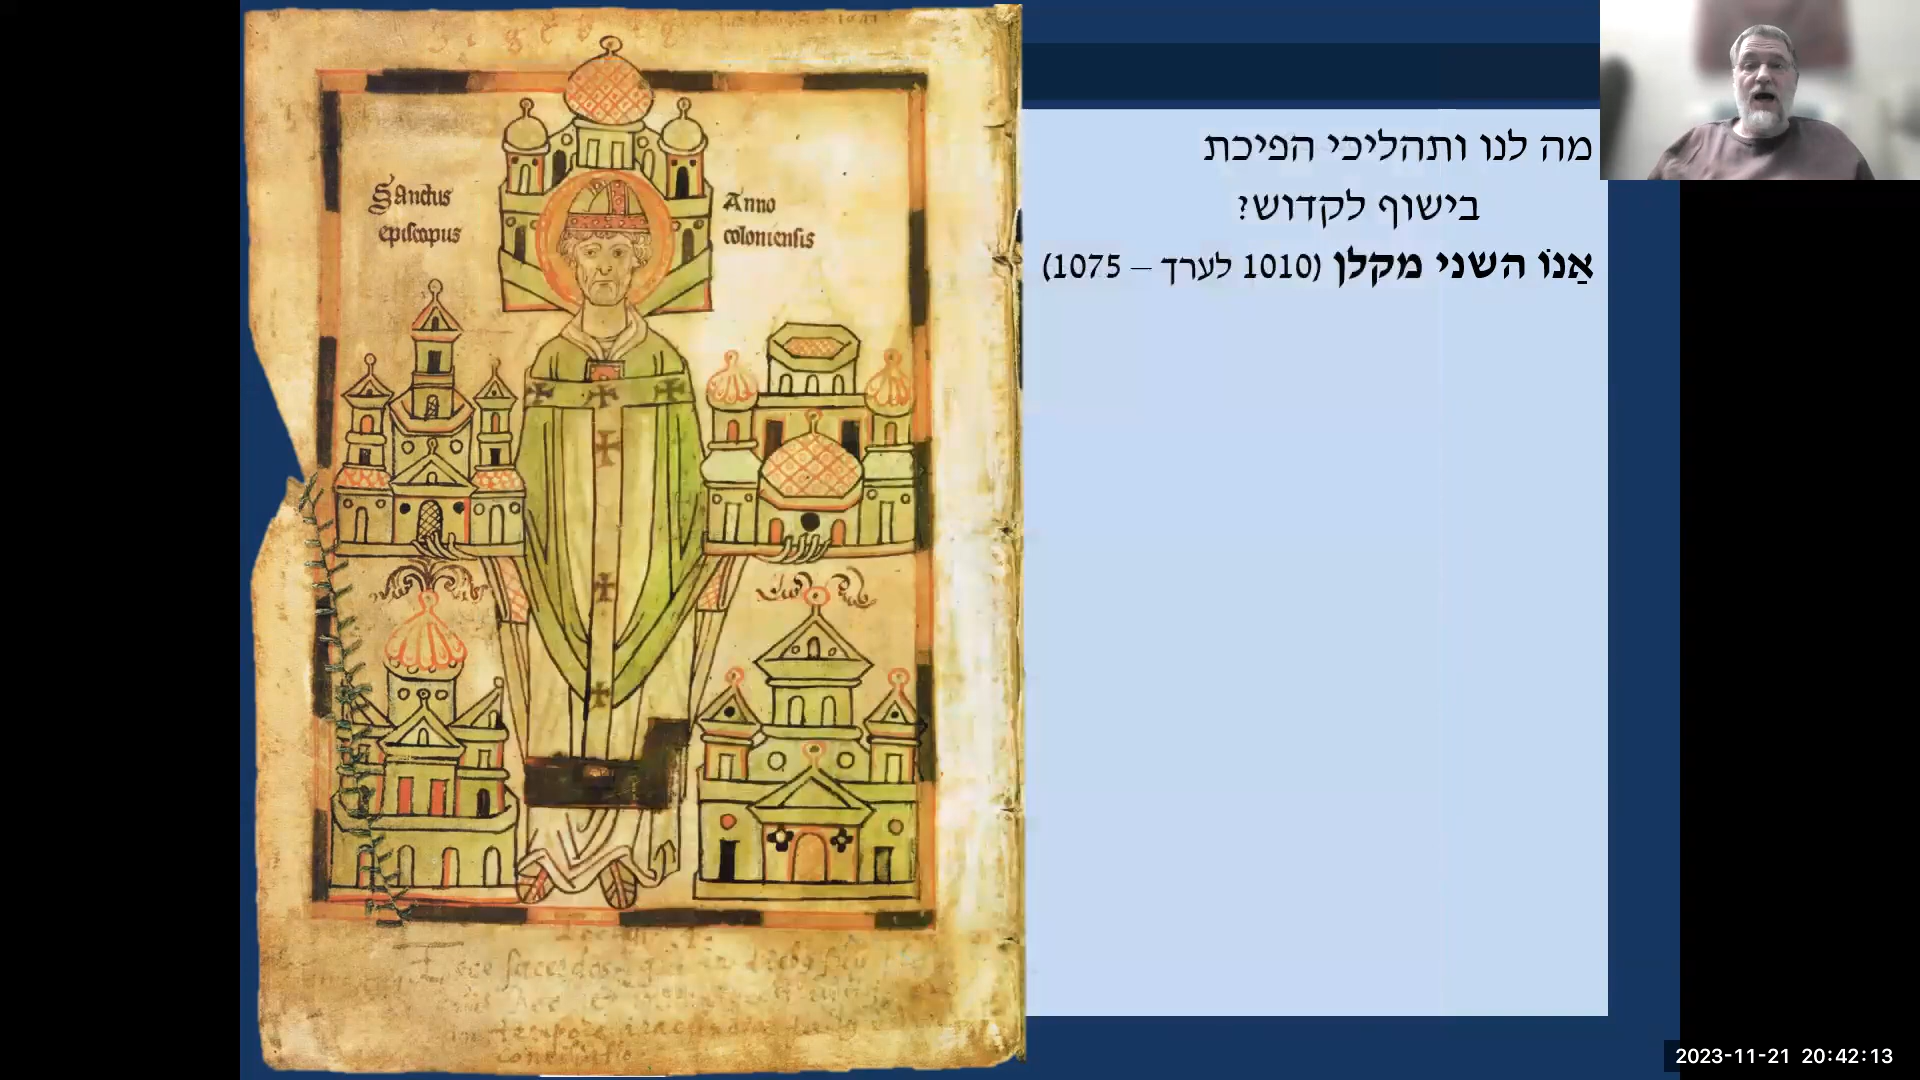 מה לנו ותהליכי הפיכת
בישוף לקדוש?
אַנוֹ השני מקלן (1010 לערך – 1075)
Sanctus
episcopus
Anno
coloniensis
2023-11-21 20:42:13